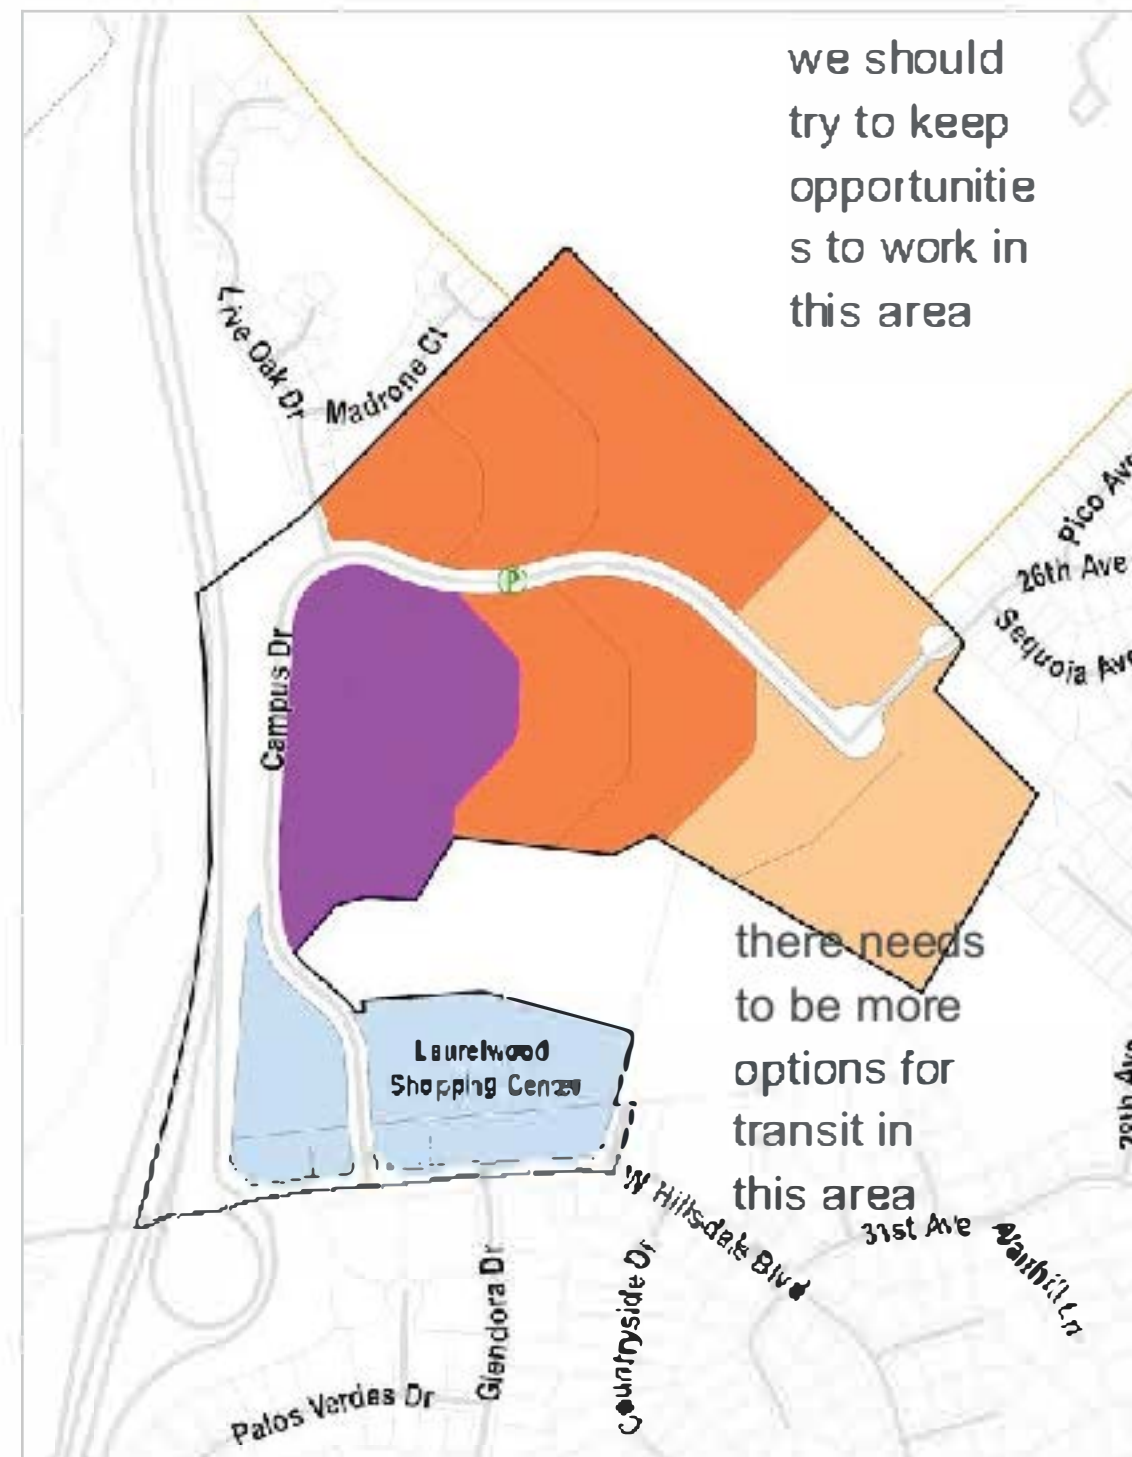 we should
try to keep
opportunitie
s to work in
this area
Live Oak Dr
Madrone Ct
Pico Ave
26th Ave
Sequoia Ave
P
Campus Dr
there needs
to be more
options for
transit in
this area
Laurelwood
Shopping Center
W Hillsdale Blvd
31st Ave
Countryside Dr
Glendora Dr
Palos Verdes Dr